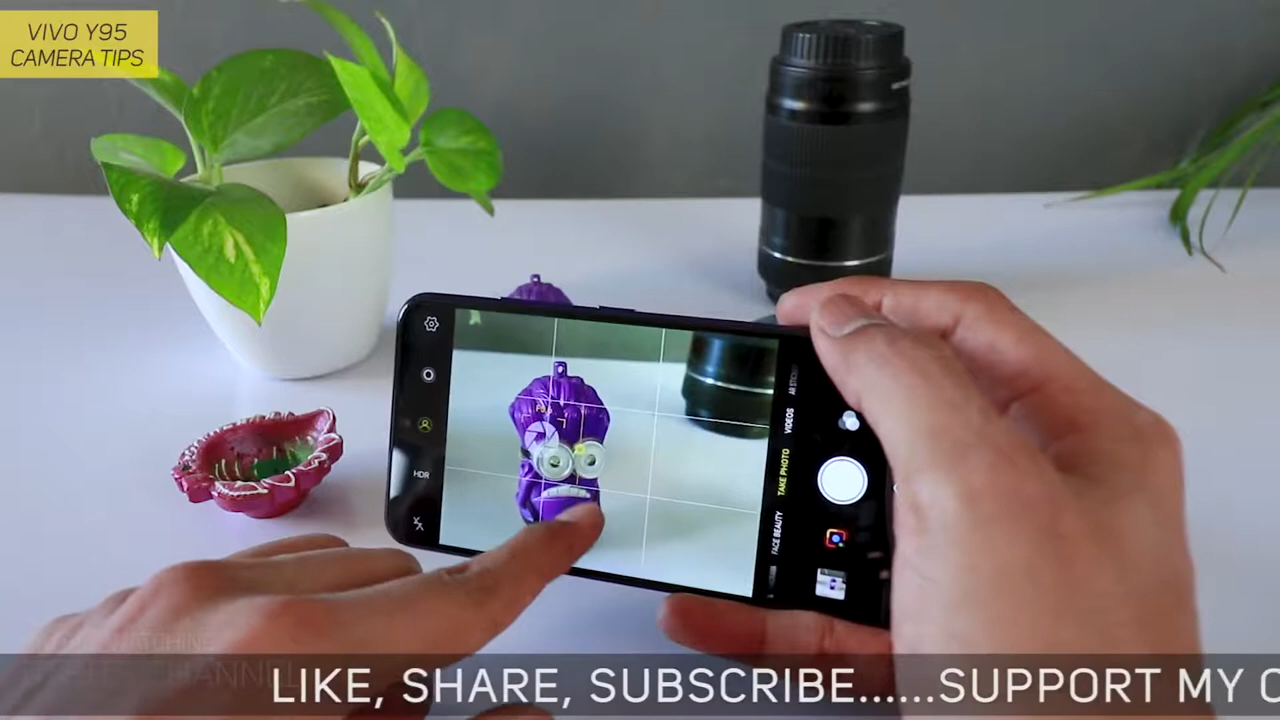 VIVO Y95
CAMERA TIPS
HDR
VIDEOS
TAKE PHOTO
FACE BEAUTY
LIKE, SHARE, SUBSCRIBE......SUPPORT MY